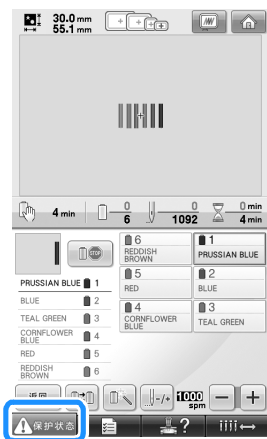 30.0 mm
55.1 mm
4 min
0
6
0
1092
0 min
4 min
STOP
6
REDDISH
BROWN
1
PRUSSIAN BLUE
5
RED
2
BLUE
4
CORNFLOWER
BLUE
3
TEAL GREEN
PRUSSIAN BLUE 1
BLUE 2
TEAL GREEN 3
CORNFLOWER
BLUE 4
RED 5
REDDISH
BROWN 6
返回
-/+
1000
spm
- +
保护状态
?